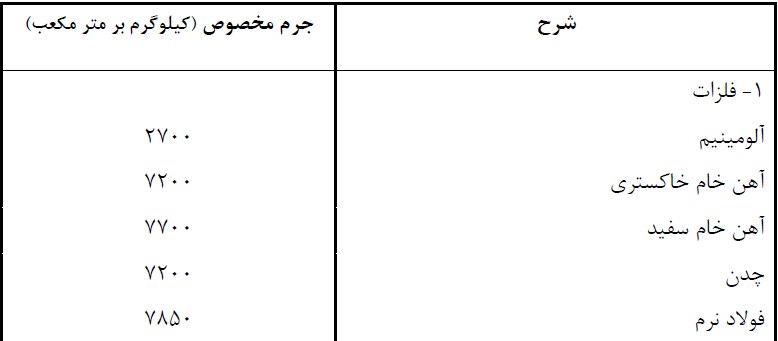 شرح جرم مخصوص (کیلوگرم بر متر مکعب)
۱- فلزات
آلومینیم ۲۷۰۰
آهن خام خاکستری ۷۲۰۰
آهن خام سفید ۷۷۰۰
چدن ۷۲۰۰
فولاد نرم ۷۸۵۰